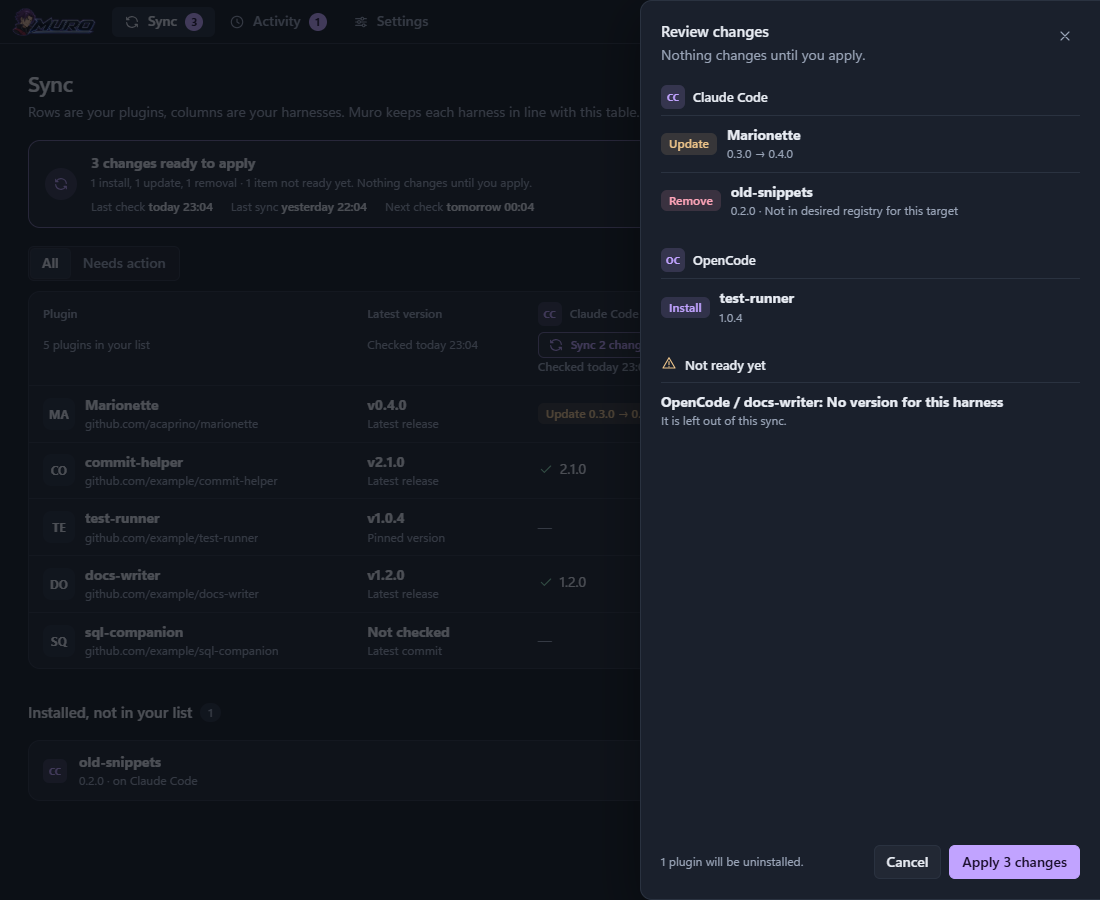 MURO
Sync 3
Activity 1
Settings
Sync
Rows are your plugins, columns are your harnesses. Muro keeps each harness in line with this table.
3 changes ready to apply
1 install, 1 update, 1 removal · 1 item not ready yet. Nothing changes until you apply.
Last check today 23:04 Last sync yesterday 22:04 Next check tomorrow 00:04
All Needs action
Plugin Latest version CC Claude Code
5 plugins in your list Checked today 23:04 Sync 2
Checked today
MA Marionette v0.4.0 Update 0.3.0 →
github.com/acaprino/marionette Latest release
CO commit-helper v2.1.0 2.1.0
github.com/example/commit-helper Latest release
TE test-runner v1.0.4 —
github.com/example/test-runner Pinned version
DO docs-writer v1.2.0 1.2.0
github.com/example/docs-writer Latest release
SQ sql-companion Not checked —
github.com/example/sql-companion Latest commit
Installed, not in your list 1
CC old-snippets
0.2.0 · on Claude Code
Review changes
Nothing changes until you apply.
CC Claude Code
Update Marionette
0.3.0 → 0.4.0
Remove old-snippets
0.2.0 · Not in desired registry for this target
OC OpenCode
Install test-runner
1.0.4
Not ready yet
OpenCode / docs-writer: No version for this harness
It is left out of this sync.
1 plugin will be uninstalled.
Cancel
Apply 3 changes